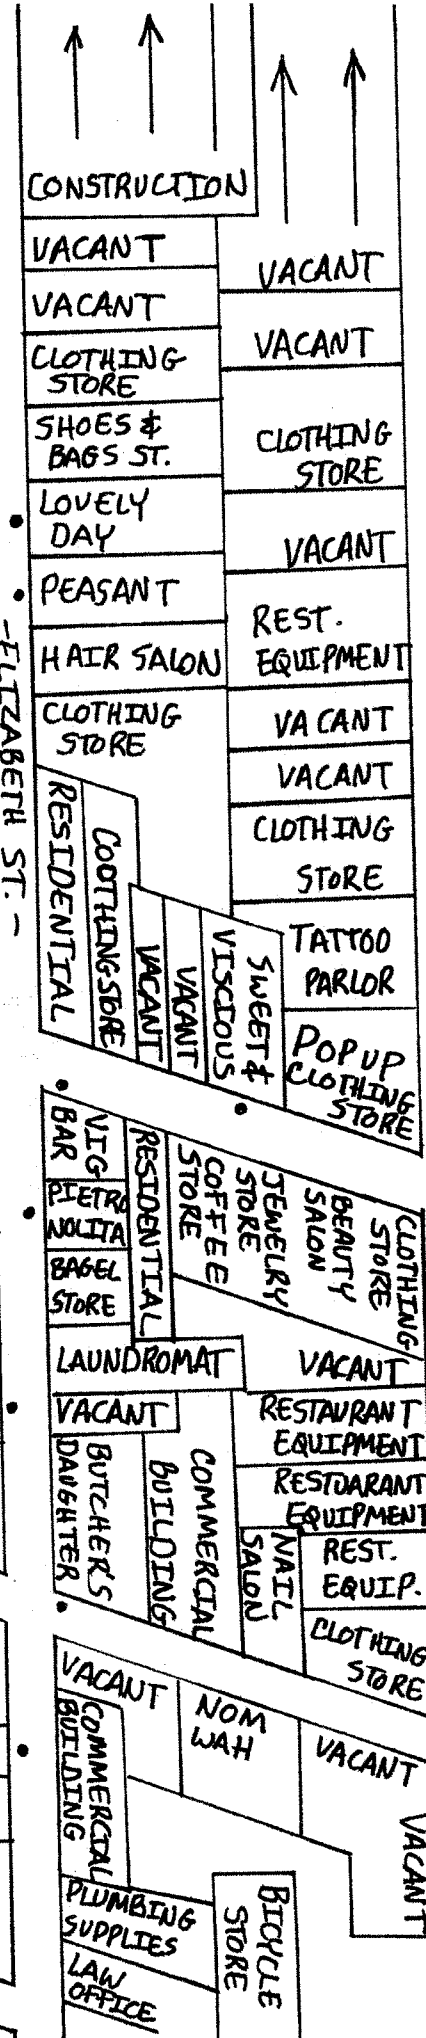 CONSTRUCTION
VACANT
VACANT
CLOTHING
STORE
SHOES &
BAGS ST.
LOVELY
DAY
PEASANT
HAIR SALON
CLOTHING
STORE
RESIDENTIAL
COOTHING STORE
VACANT
VAGANT
VISCIOUS
SWEET &
VACANT
VACANT
CLOTHING
STORE
VACANT
REST.
EQUIPMENT
VACANT
VACANT
CLOTHING
STORE
TATTOO
PARLOR
POP UP
CLOTHING
STORE
-ELIZABETH ST.-
VIG
BAR
PIETRO
NOLITA
BAGEL
STORE
RESIDENTIAL
COFFEE
STORE
JEWELRY
STORE
BEAUTY
SALON
CLOTHING
STORE
LAUNDROMAT
VACANT
VACANT
RESTAURANT
EQUIPMENT
RESTUARANT
EQUIPMENT
BUTCHER'S
DAUGHTER
COMMERCIAL
BUILDING
NAIL
SALON
REST.
EQUIP.
CLOTHING
STORE
VACANT
NOM
WAH
VACANT
VACANT
COMMERCIAL
BUILDING
PLUMBING
SUPPLIES
BICYCLE
STORE
LAW
OFFICE